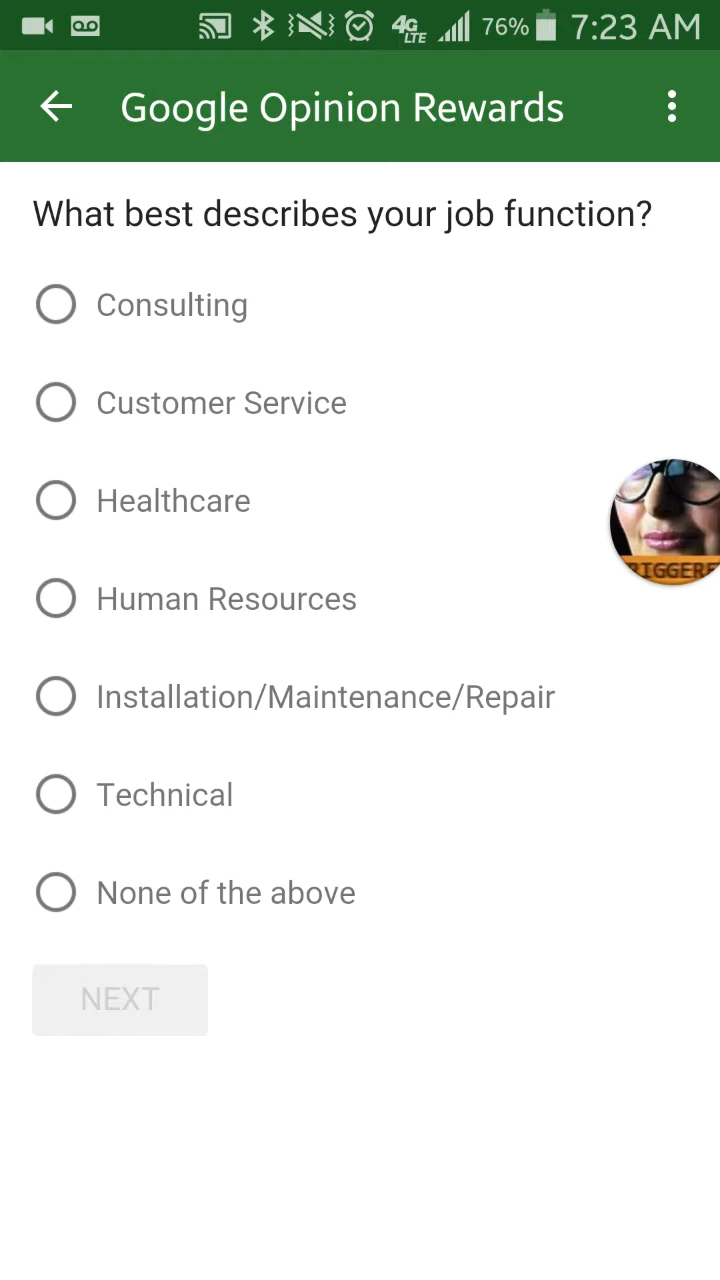 76% 7:23 AM
Google Opinion Rewards
What best describes your job function?
Consulting
Customer Service
Healthcare
RIGGERE
Human Resources
Installation/Maintenance/Repair
Technical
None of the above
NEXT